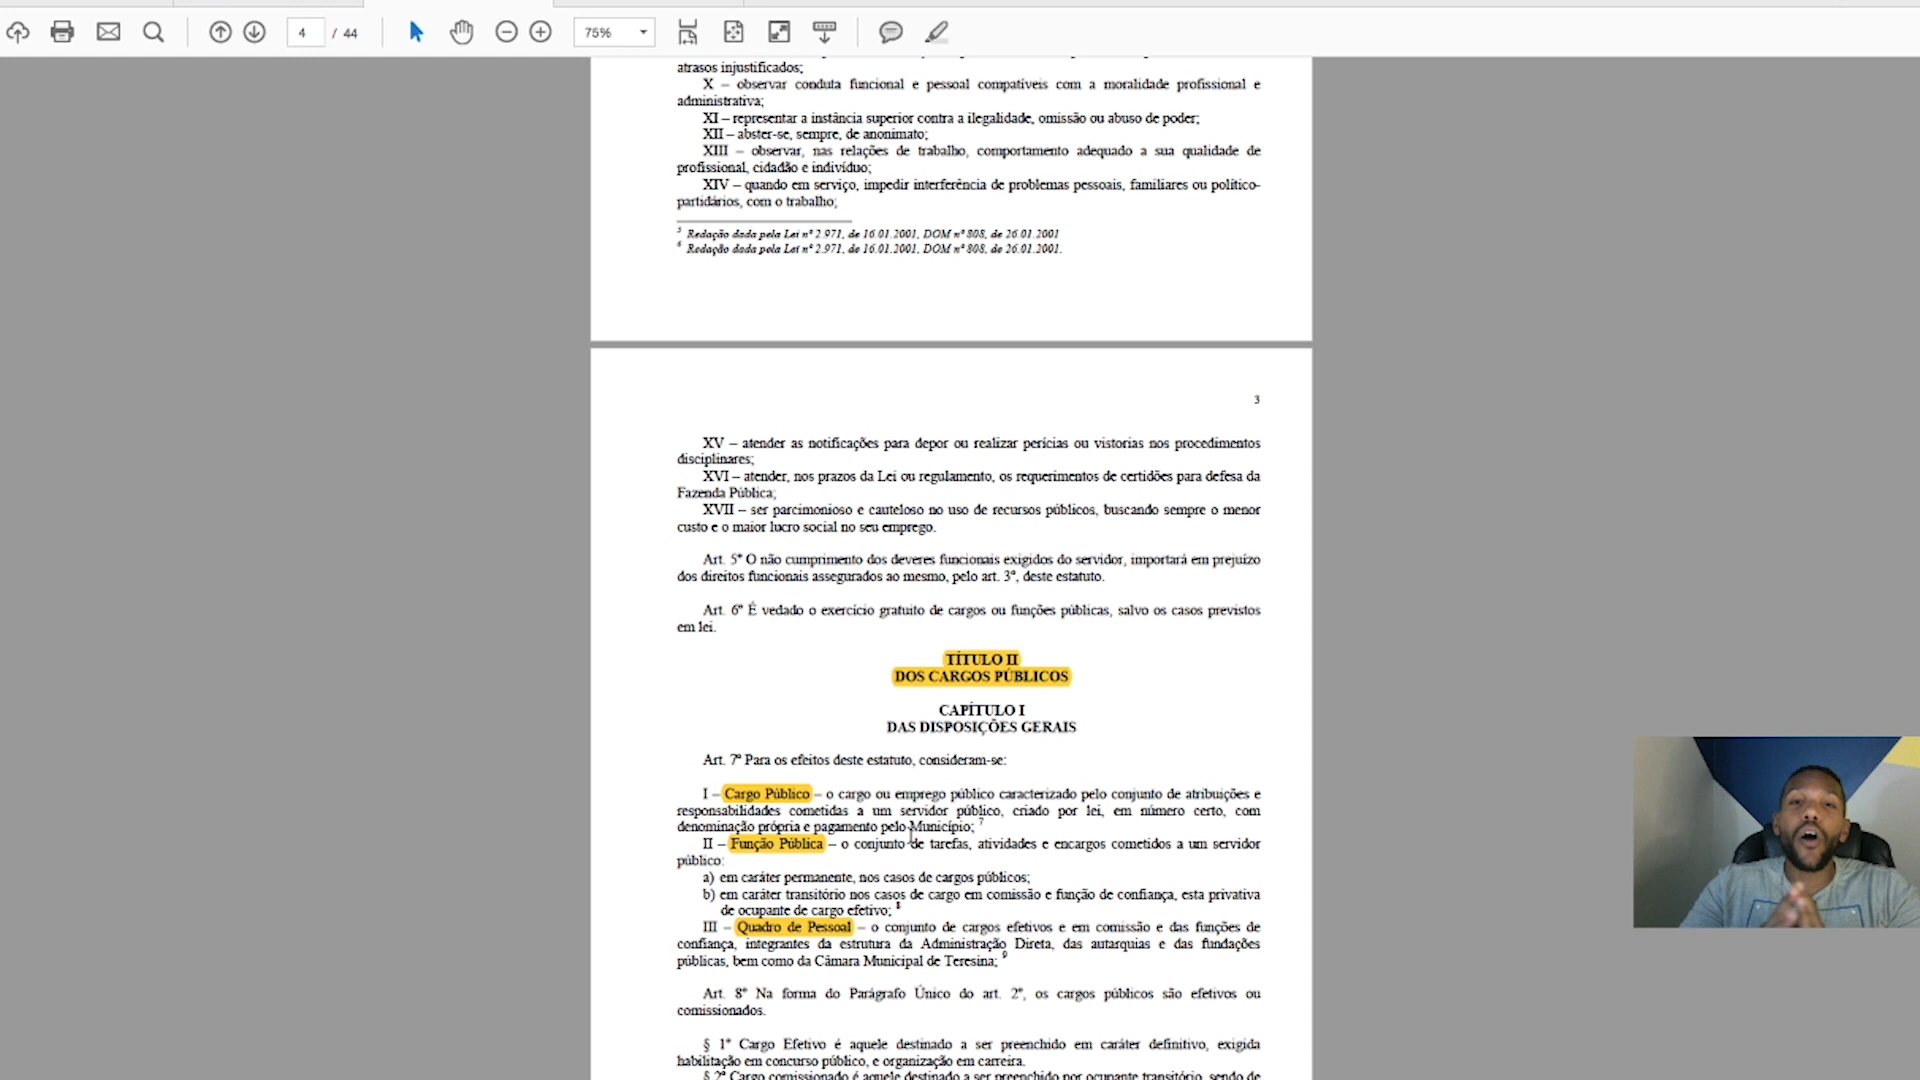 4 / 44
75%
atrasos injustificados;
X – observar conduta funcional e pessoal compatíveis com a moralidade profissional e
administrativa;
XI – representar a instância superior contra a ilegalidade, omissão ou abuso de poder;
XII – abster-se, sempre, de anonimato;
XIII – observar, nas relações de trabalho, comportamento adequado a sua qualidade de
profissional, cidadão e indivíduo;
XIV – quando em serviço, impedir interferência de problemas pessoais, familiares ou político-
partidários, com o trabalho;
5 Redação dada pela Lei nº 2.971, de 16.01.2001, DOM nº 808, de 26.01.2001
6 Redação dada pela Lei nº 2.971, de 16.01.2001, DOM nº 808, de 26.01.2001.
3
XV – atender as notificações para depor ou realizar perícias ou vistorias nos procedimentos
disciplinares;
XVI – atender, nos prazos da Lei ou regulamento, os requerimentos de certidões para defesa da
Fazenda Pública;
XVII – ser parcimonioso e cauteloso no uso de recursos públicos, buscando sempre o menor
custo e o maior lucro social no seu emprego.
Art. 5º O não cumprimento dos deveres funcionais exigidos do servidor, importará em prejuízo
dos direitos funcionais assegurados ao mesmo, pelo art. 3º, deste estatuto.
Art. 6º É vedado o exercício gratuito de cargos ou funções públicas, salvo os casos previstos
em lei.
TÍTULO II
DOS CARGOS PÚBLICOS
CAPÍTULO I
DAS DISPOSIÇÕES GERAIS
Art. 7º Para os efeitos deste estatuto, consideram-se:
I – Cargo Público – o cargo ou emprego público caracterizado pelo conjunto de atribuições e
responsabilidades cometidas a um servidor público, criado por lei, em número certo, com
denominação própria e pagamento pelo Município; 7
II – Função Pública – o conjunto de tarefas, atividades e encargos cometidos a um servidor
público:
a) em caráter permanente, nos casos de cargos públicos;
b) em caráter transitório nos casos de cargo em comissão e função de confiança, esta privativa
de ocupante de cargo efetivo; 8
III – Quadro de Pessoal – o conjunto de cargos efetivos e em comissão e das funções de
confiança, integrantes da estrutura da Administração Direta, das autarquias e das fundações
públicas, bem como da Câmara Municipal de Teresina; 9
Art. 8º Na forma do Parágrafo Único do art. 2º, os cargos públicos são efetivos ou
comissionados.
§ 1º Cargo Efetivo é aquele destinado a ser preenchido em caráter definitivo, exigida
habilitação em concurso público, e organização em carreira.
§ 2º Cargo comissionado é aquele destinado a ser preenchido por ocupante transitório, sendo de